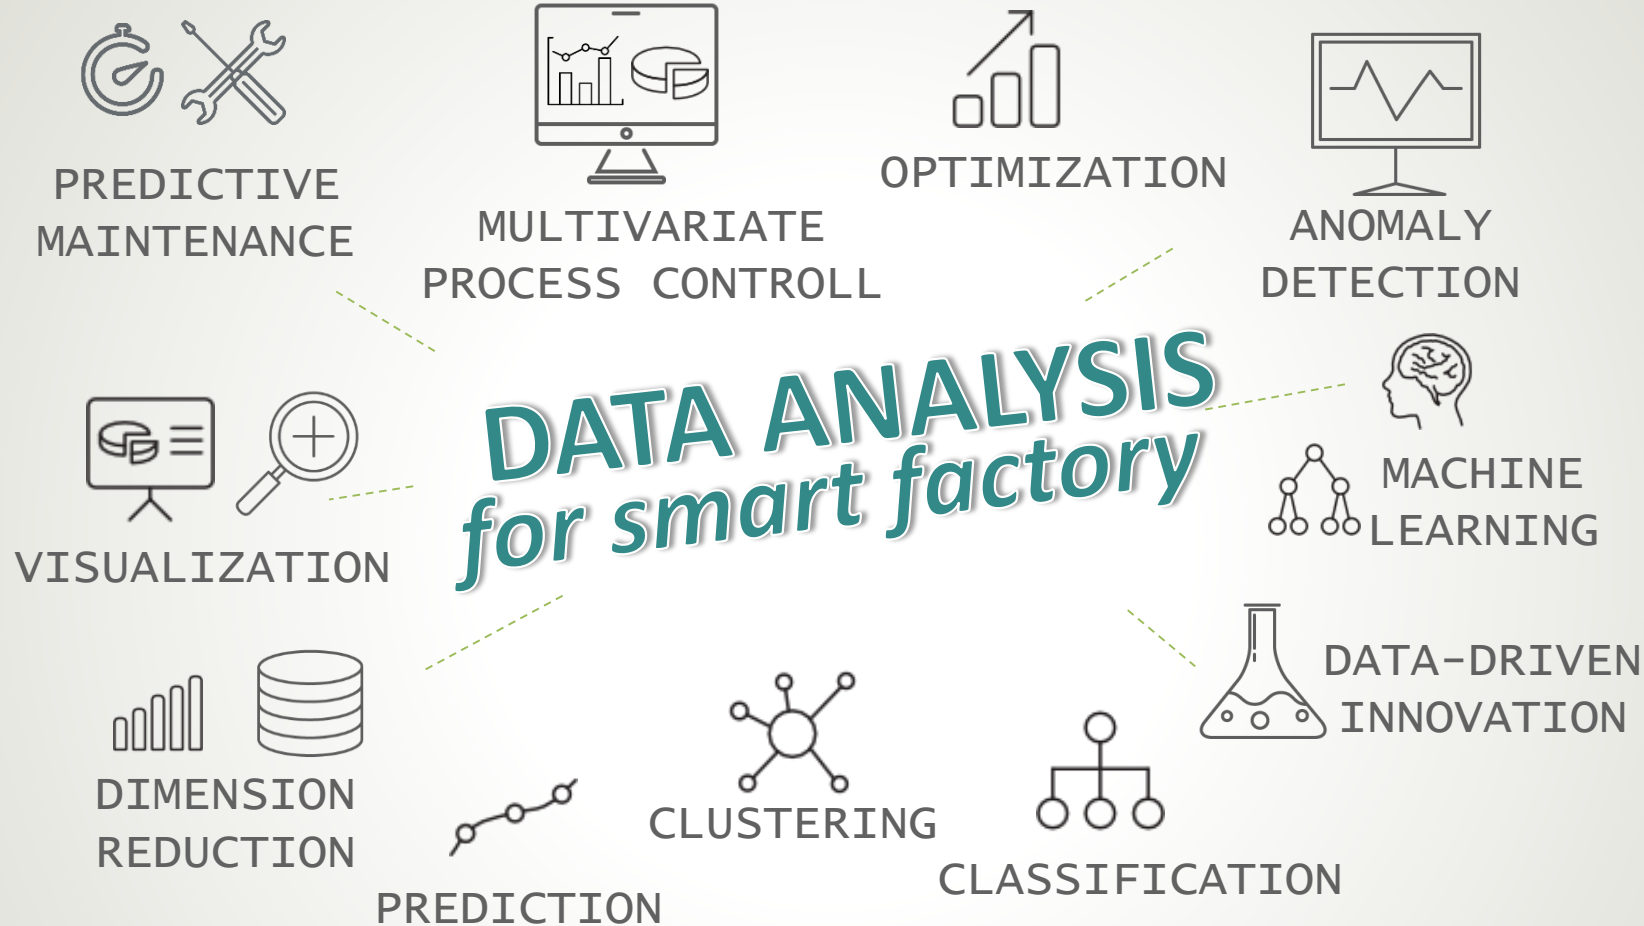 PREDICTIVE
MAINTENANCE
MULTIVARIATE
PROCESS CONTROLL
OPTIMIZATION
ANOMALY
DETECTION
DATA ANALYSIS
for smart factory
VISUALIZATION
MACHINE
LEARNING
DATA-DRIVEN
INNOVATION
DIMENSION
REDUCTION
PREDICTION
CLUSTERING
CLASSIFICATION